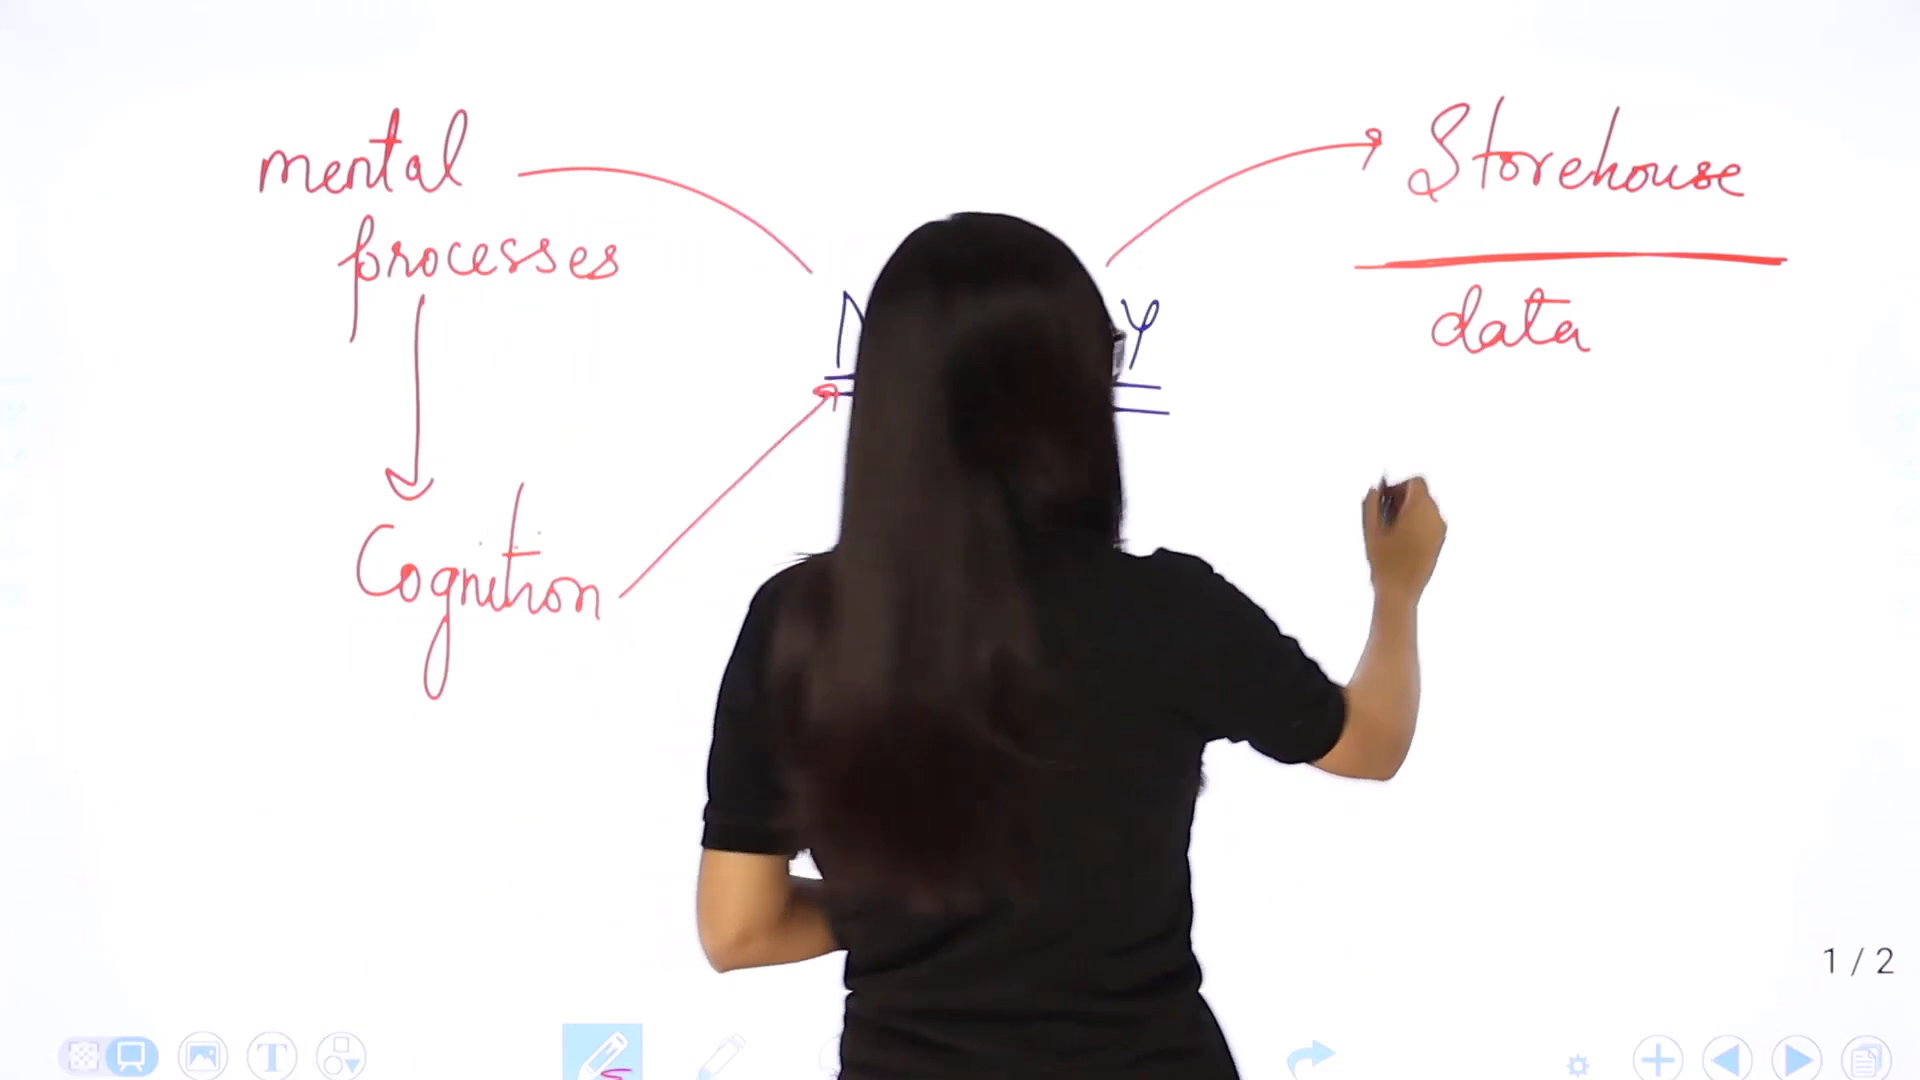 mental
processes
Cognition
Storehouse
data
1 / 2
T